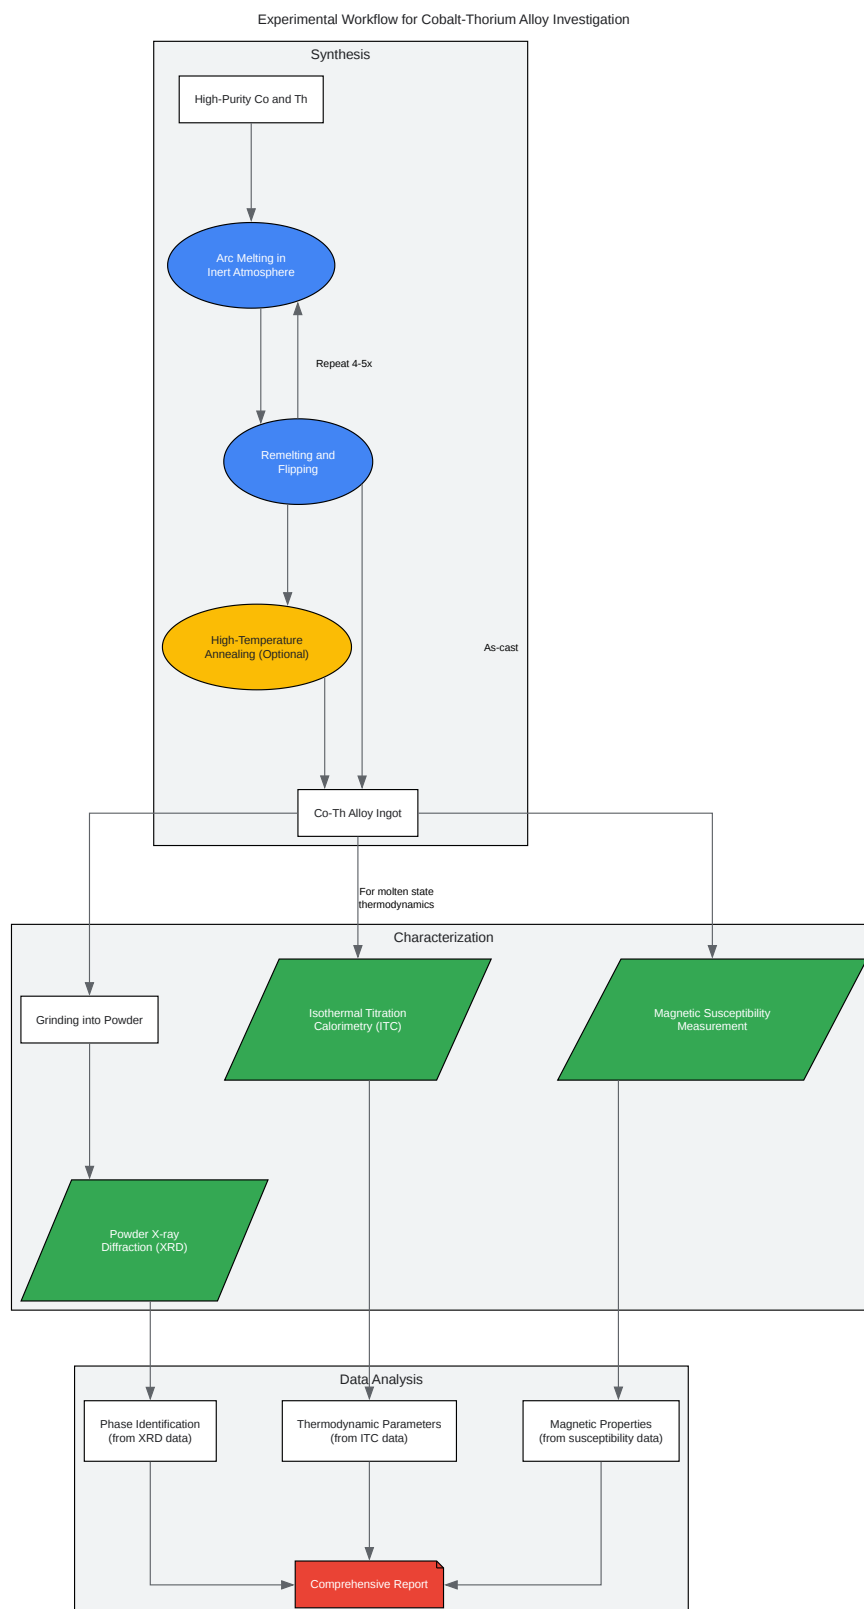 Experimental Workflow for Cobalt-Thorium Alloy Investigation
Synthesis
High-Purity Co and Th
Arc Melting in
Inert Atmosphere
Repeat 4-5x
Remelting and
Flipping
High-Temperature
Annealing (Optional)
As-cast
Co-Th Alloy Ingot
For molten state
thermodynamics
Characterization
Grinding into Powder
Isothermal Titration
Calorimetry (ITC)
Magnetic Susceptibility
Measurement
Powder X-ray
Diffraction (XRD)
Data Analysis
Phase Identification
(from XRD data)
Thermodynamic Parameters
(from ITC data)
Magnetic Properties
(from susceptibility data)
Comprehensive Report